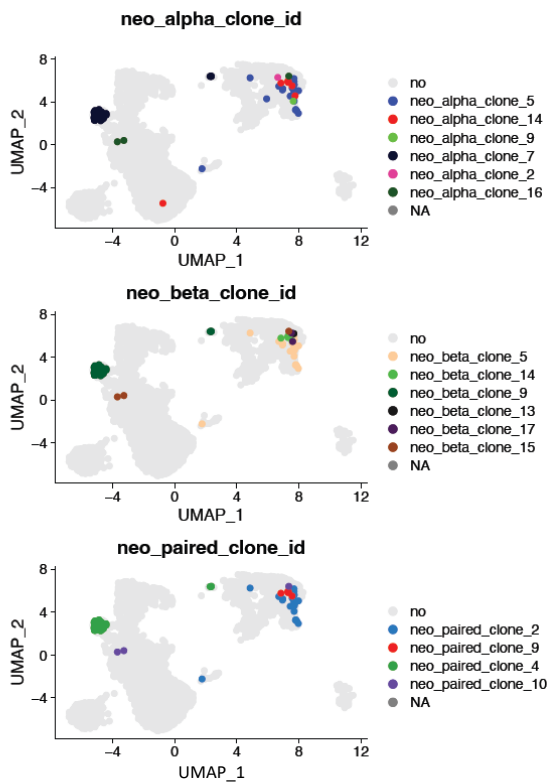 neo_alpha_clone_id
8
4
0
−4
UMAP_2
−4 0 4 8 12
UMAP_1
no
neo_alpha_clone_5
neo_alpha_clone_14
neo_alpha_clone_9
neo_alpha_clone_7
neo_alpha_clone_2
neo_alpha_clone_16
NA
neo_beta_clone_id
8
4
0
−4
UMAP_2
−4 0 4 8 12
UMAP_1
no
neo_beta_clone_5
neo_beta_clone_14
neo_beta_clone_9
neo_beta_clone_13
neo_beta_clone_17
neo_beta_clone_15
NA
neo_paired_clone_id
8
4
0
−4
UMAP_2
−4 0 4 8 12
UMAP_1
no
neo_paired_clone_2
neo_paired_clone_9
neo_paired_clone_4
neo_paired_clone_10
NA